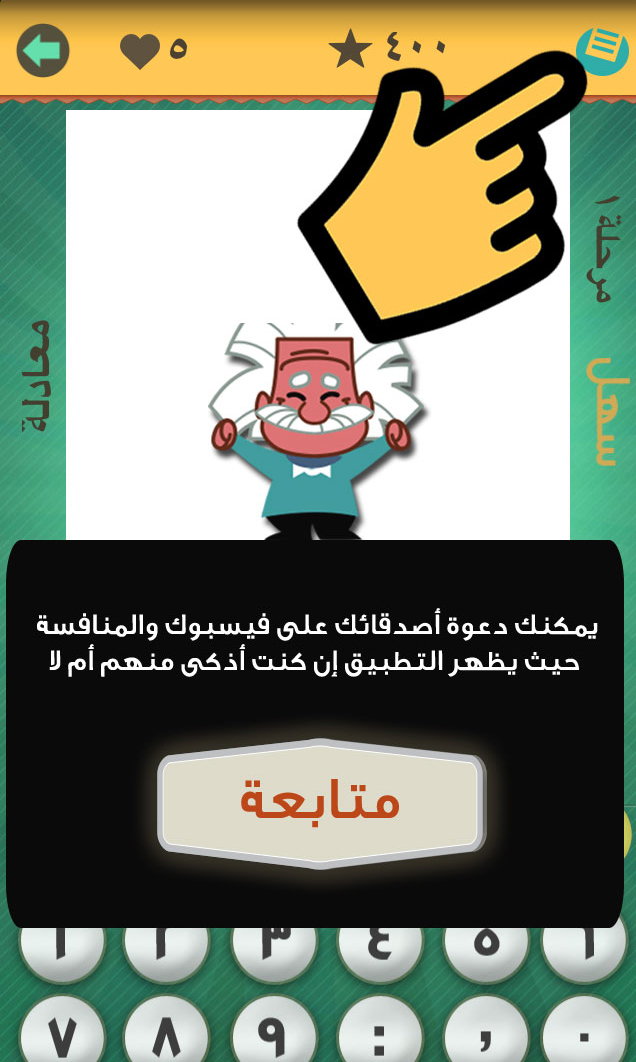 ٥
٤٠٠
مرحلة ١
سهل
معادلة
يمكنك دعوة أصدقائك على فيسبوك والمنافسة
حيث يظهر التطبيق إن كنت أذكى منهم أم لا
متابعة
١ ٢ ٣ ٤ ٥ ٦
٧ ٨ ٩ : , ٠